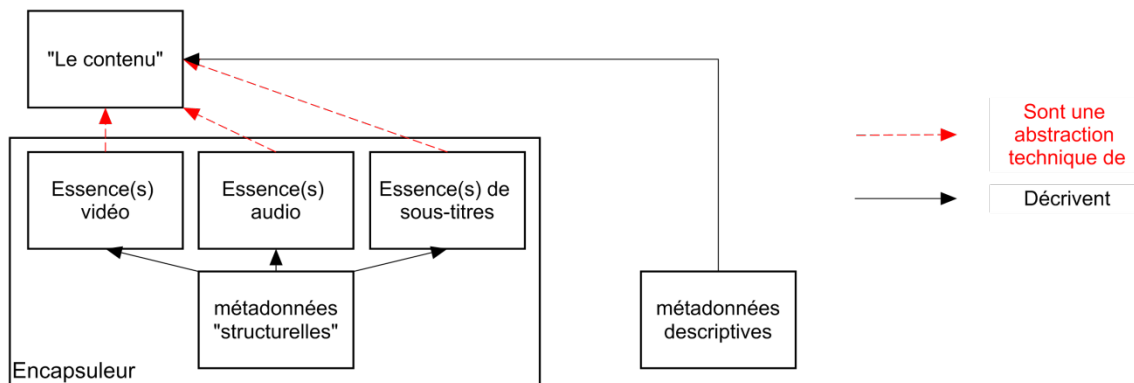 "Le contenu"
Sont une
abstraction
technique de
Essence(s)
vidéo
Essence(s)
audio
Essence(s) de
sous-titres
Décrivent
métadonnées
"structurelles"
métadonnées
descriptives
Encapsuleur